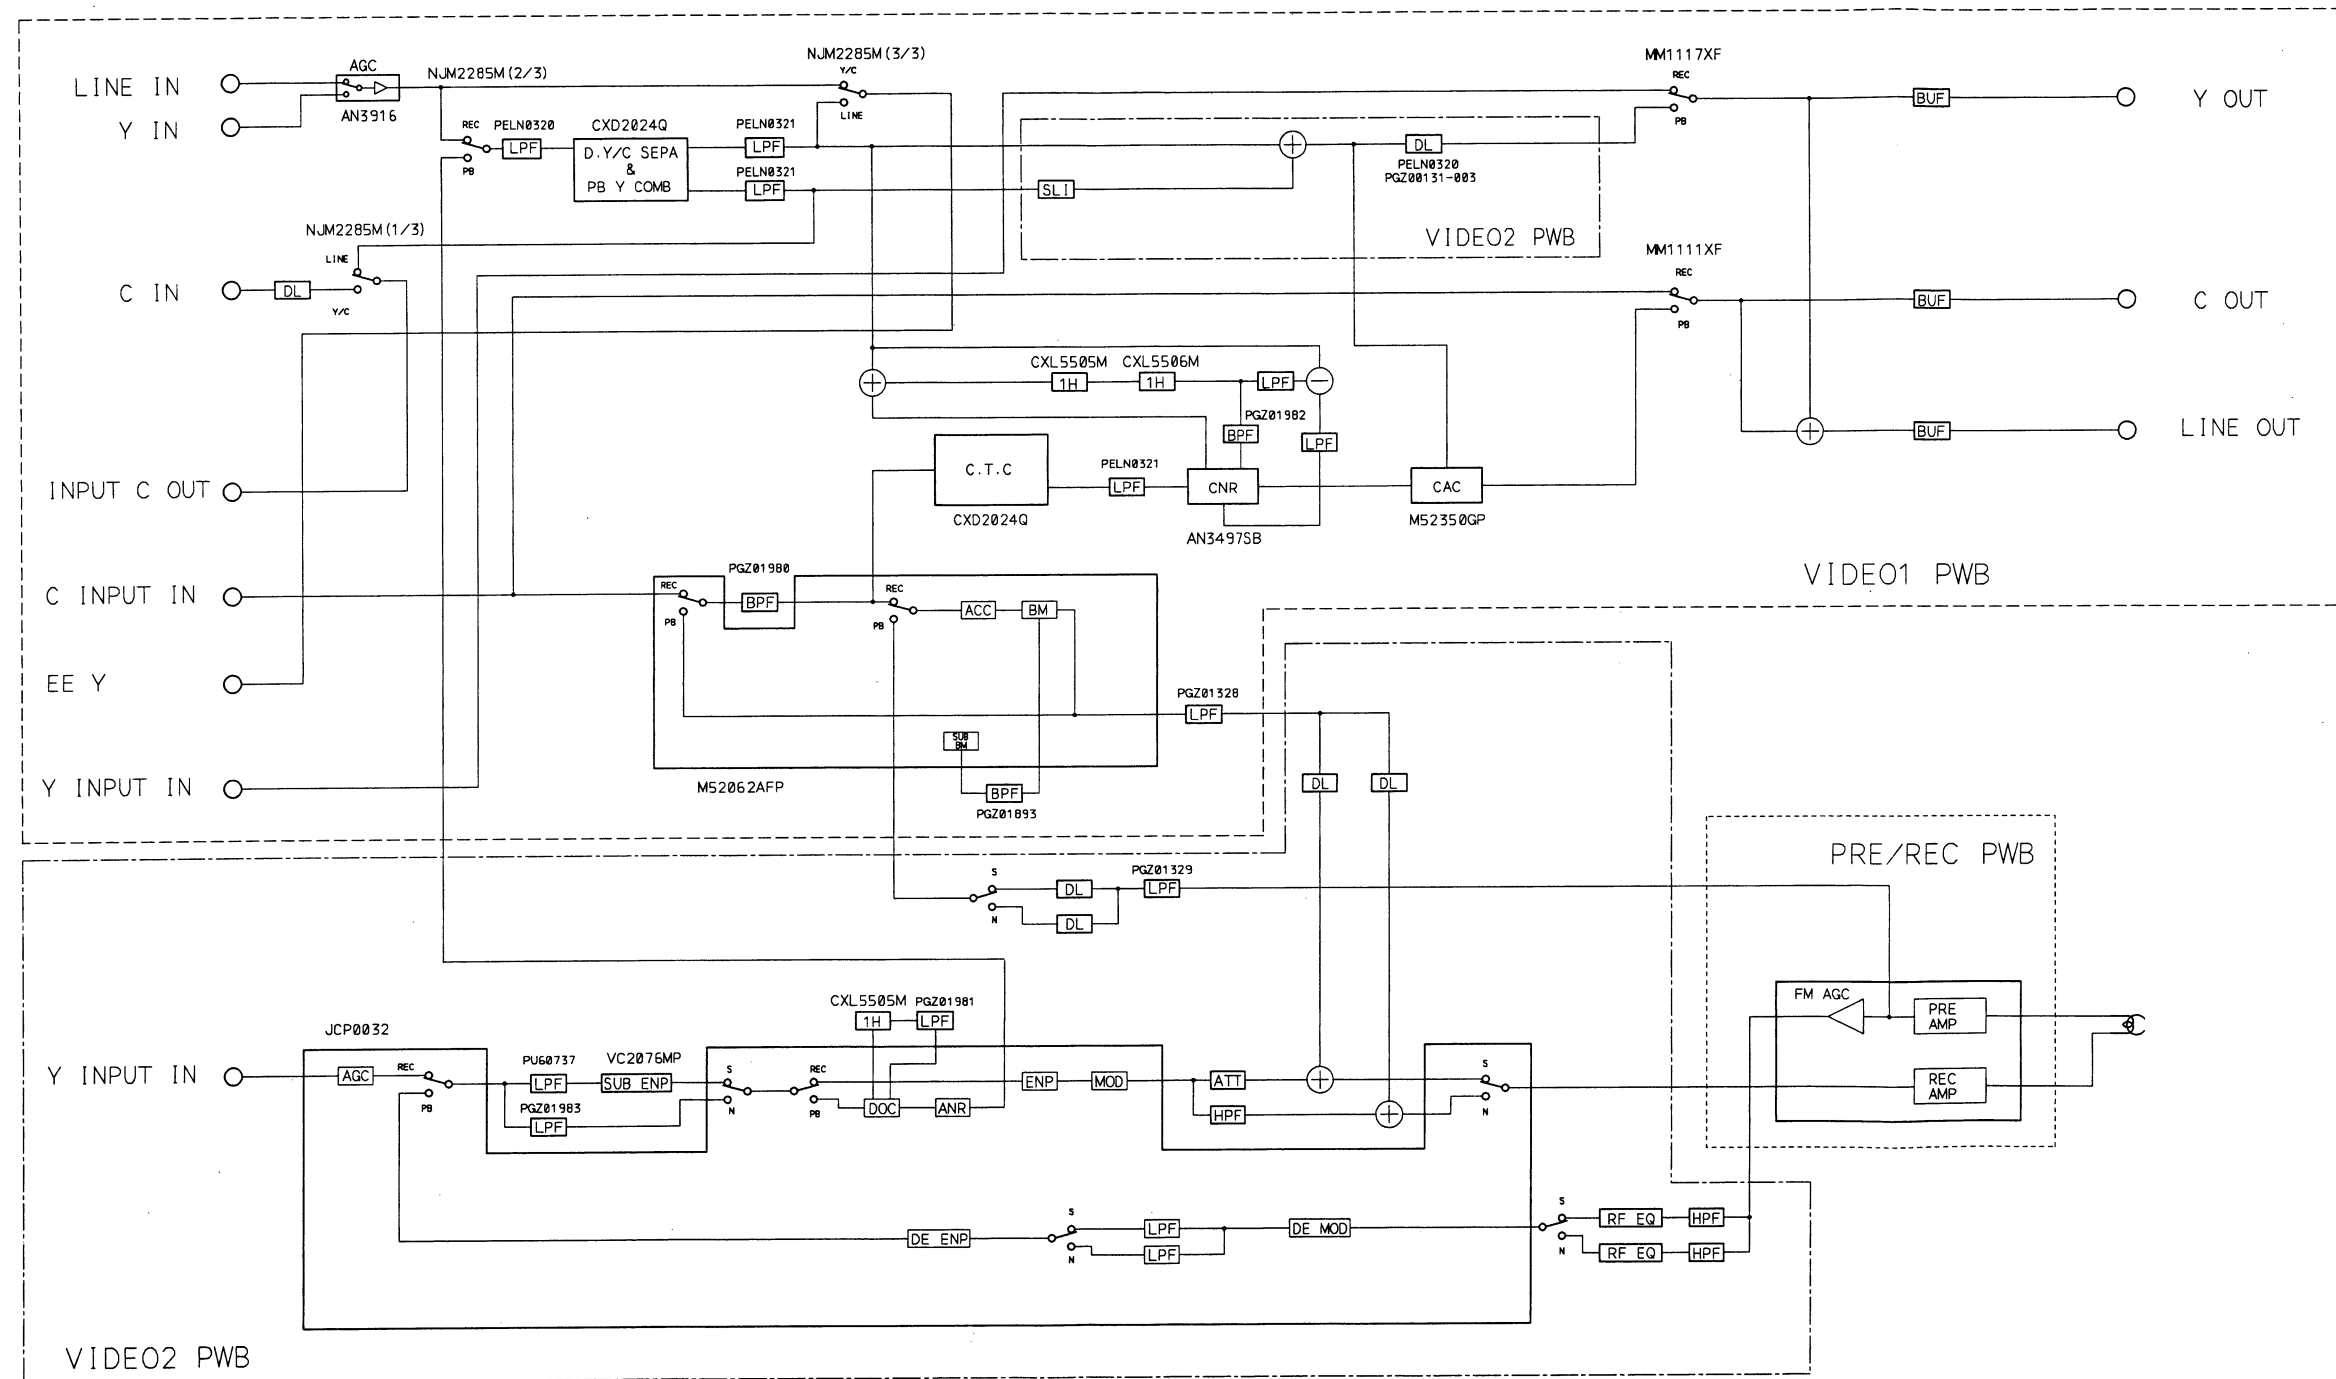 NJM2285M(3/3)
MM1117XF
AGC
Y/C
REC
LINE IN
NJM2285M(2/3)
AN3916
Y OUT
BUF
Y IN
REC
PELN0320
CXD2024Q
PELN0321
LINE
PB
LPF
D.Y/C SEPA
&
PB Y COMB
LPF
DL
PB
PELN0321
PELN0320
PGZ00131-003
LPF
SLI
NJM2285M(1/3)
VIDEO2 PWB
MM1111XF
LINE
REC
C IN
DL
Y/C
BUF
C OUT
PB
CXL5505M
CXL5506M
1H
1H
LPF
PGZ01982
BPF
LPF
BUF
LINE OUT
C.T.C
PELN0321
LPF
CNR
CAC
INPUT C OUT
CXD2024Q
AN3497SB
M52350GP
PGZ01980
VIDEO1 PWB
REC
REC
C INPUT IN
BPF
ACC
BM
PB
PB
EE Y
PGZ01328
LPF
SUB
BM
Y INPUT IN
M52062AFP
BPF
DL
DL
PGZ01893
PRE/REC PWB
S
DL
PGZ01329
LPF
N
DL
CXL5505M
PGZ01981
FM AGC
PRE
AMP
JCP0032
1H
LPF
PU60737
VC2076MP
Y INPUT IN
AGC
REC
LPF
SUB ENP
S
REC
ENP
MOD
ATT
S
REC
AMP
PB
PGZ01983
LPF
N
PB
DOC
ANR
HPF
N
S
LPF
S
RF EQ
HPF
DE ENP
DE MOD
N
LPF
N
RF EQ
HPF
VIDEO2 PWB